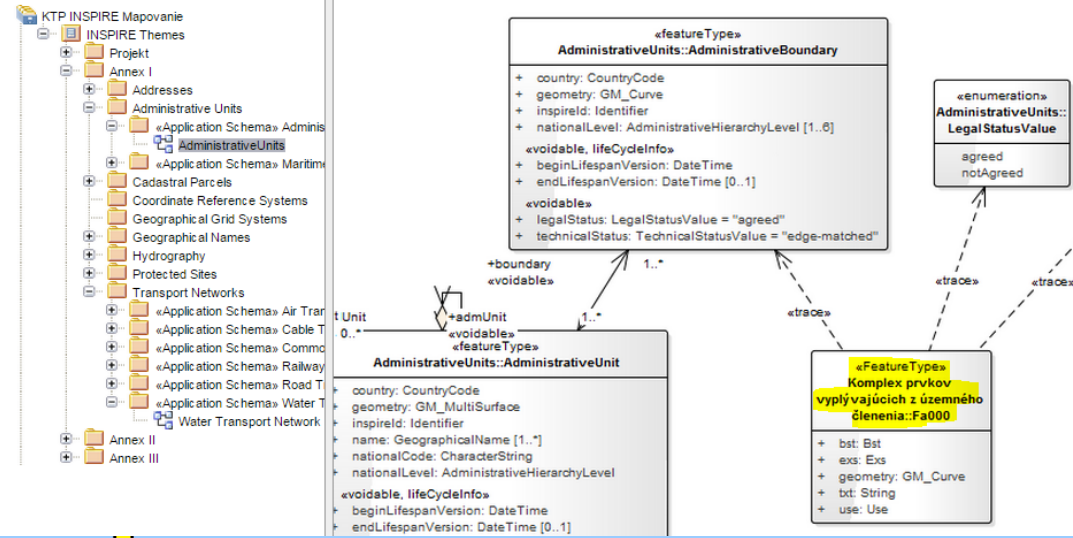 KTP INSPIRE Mapovanie
INSPIRE Themes
Projekt
Annex I
Addresses
Administrative Units
«Application Schema» Adminis
AdministrativeUnits
«Application Schema» Maritime
Cadastral Parcels
Coordinate Reference Systems
Geographical Grid Systems
Geographical Names
Hydrography
Protected Sites
Transport Networks
«Application Schema» Air Tran
«Application Schema» Cable T
«Application Schema» Commo
«Application Schema» Railway
«Application Schema» Road T
«Application Schema» Water T
Water Transport Network
Annex II
Annex III
«featureType»
AdministrativeUnits::AdministrativeBoundary
+ country: CountryCode
+ geometry: GM_Curve
+ inspireId: Identifier
+ nationalLevel: AdministrativeHierarchyLevel [1..6]
«voidable, lifeCycleInfo»
+ beginLifespanVersion: DateTime
+ endLifespanVersion: DateTime [0..1]
«voidable»
+ legalStatus: LegalStatusValue = "agreed"
+ technicalStatus: TechnicalStatusValue = "edge-matched"
«enumeration»
AdministrativeUnits::
LegalStatusValue
agreed
notAgreed
+boundary
«voidable»
1..*
«trace»
«trace»
«trace»
t Unit
0..*
+admUnit
«voidable»
1..*
«featureType»
AdministrativeUnits::AdministrativeUnit
+ country: CountryCode
+ geometry: GM_MultiSurface
+ inspireId: Identifier
+ name: GeographicalName [1..*]
+ nationalCode: CharacterString
+ nationalLevel: AdministrativeHierarchyLevel
«voidable, lifeCycleInfo»
+ beginLifespanVersion: DateTime
+ endLifespanVersion: DateTime [0..1]
«FeatureType»
Komplex prvkov
vyplývajúcich z územného
členenia::Fa000
+ bst: Bst
+ exs: Exs
+ geometry: GM_Curve
+ txt: String
+ use: Use